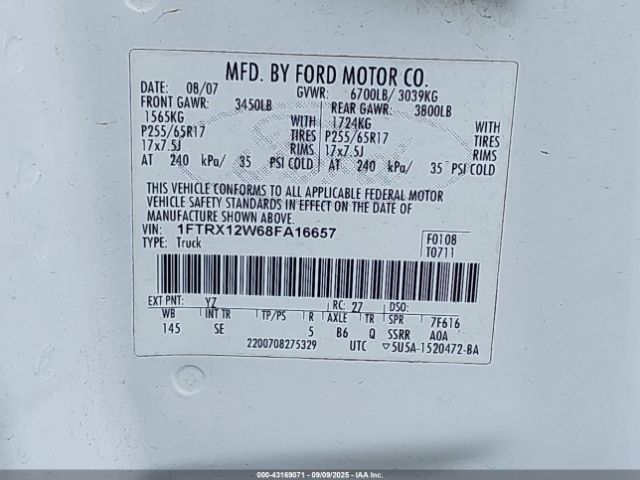 MFD. BY FORD MOTOR CO.
DATE: 08/07 GVWR: 6700LB/ 3039KG
FRONT GAWR: 3450LB REAR GAWR: 3800LB
1565KG WITH 1724KG WITH
P255/65R17 TIRES P255/65R17 TIRES
17x7.5J RIMS 17x7.5J RIMS
AT 240 kPa/ 35 PSI COLD AT 240 kPa/ 35 PSI COLD
THIS VEHICLE CONFORMS TO ALL APPLICABLE FEDERAL MOTOR
VEHICLE SAFETY STANDARDS IN EFFECT ON THE DATE OF
MANUFACTURE SHOWN ABOVE.
VIN: 1FTRX12W68FA16657
TYPE: Truck
F0108
T0711
EXT PNT: YZ RC: 27 DSO:
WB INT TR TP/PS R AXLE TR SPR 7F616
145 SE 5 B6 Q SSRR A0A
2200708275329 UTC ▽5U5A-1520472-BA
000-43169071 - 09/09/2025 - IAA Inc.